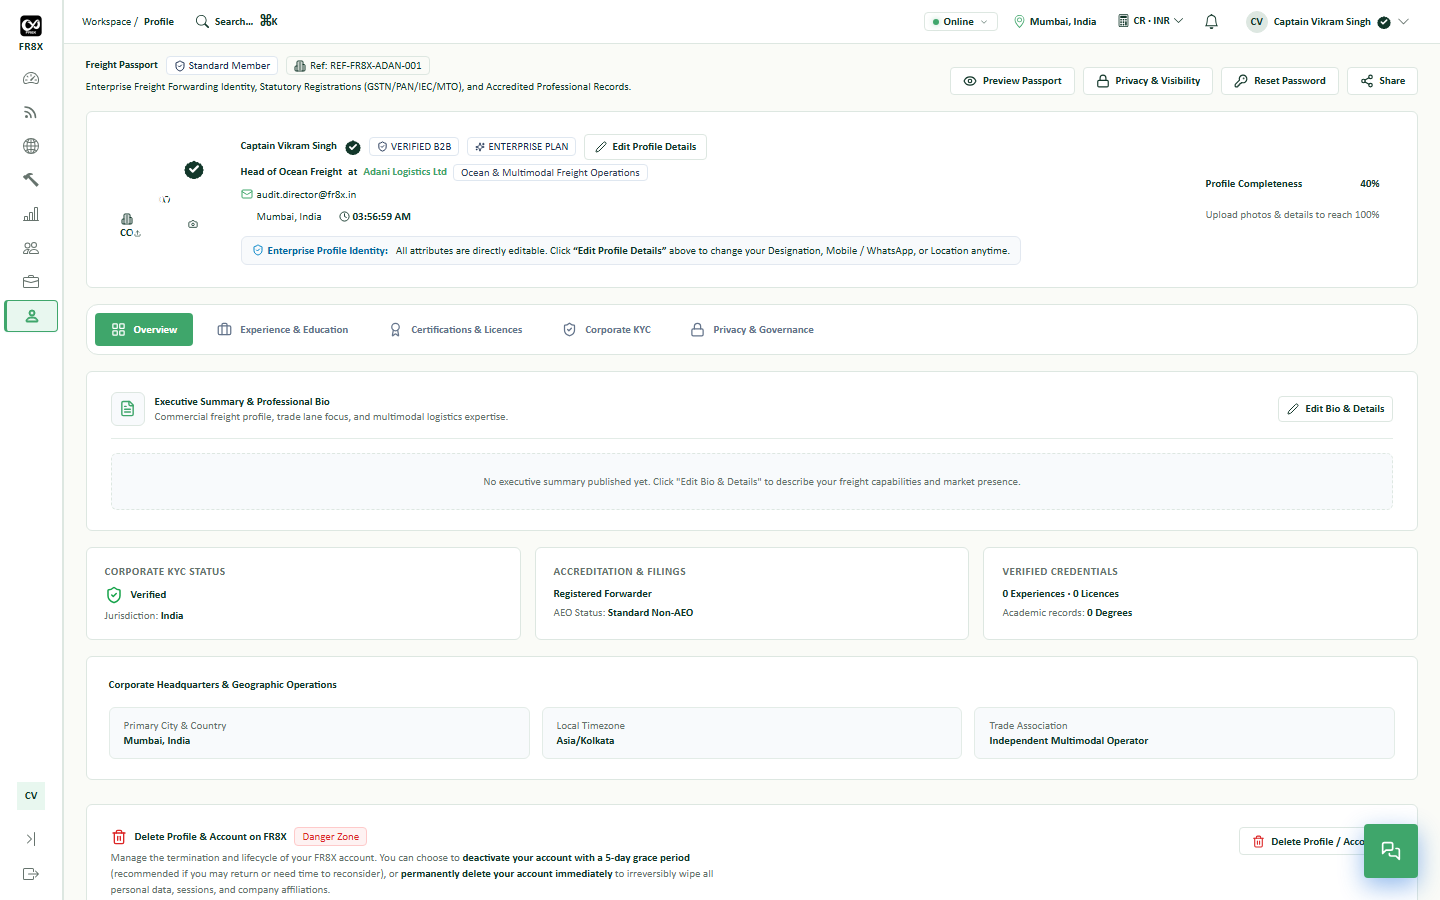 FR8X
Workspace / Profile
Search... ⌘K
Online
Mumbai, India
CR · INR
CV
Captain Vikram Singh
Freight Passport
Standard Member
Ref: REF-FR8X-ADAN-001
Enterprise Freight Forwarding Identity, Statutory Registrations (GSTN/PAN/IEC/MTO), and Accredited Professional Records.
Preview Passport
Privacy & Visibility
Reset Password
Share
CO
Captain Vikram Singh
VERIFIED B2B
ENTERPRISE PLAN
Edit Profile Details
Head of Ocean Freight at Adani Logistics Ltd
Ocean & Multimodal Freight Operations
audit.director@fr8x.in
Mumbai, India
03:56:59 AM
Enterprise Profile Identity: All attributes are directly editable. Click “Edit Profile Details” above to change your Designation, Mobile / WhatsApp, or Location anytime.
Profile Completeness 40%
Upload photos & details to reach 100%
Overview
Experience & Education
Certifications & Licences
Corporate KYC
Privacy & Governance
Executive Summary & Professional Bio
Commercial freight profile, trade lane focus, and multimodal logistics expertise.
Edit Bio & Details
No executive summary published yet. Click "Edit Bio & Details" to describe your freight capabilities and market presence.
CORPORATE KYC STATUS
Verified
Jurisdiction: India
ACCREDITATION & FILINGS
Registered Forwarder
AEO Status: Standard Non-AEO
VERIFIED CREDENTIALS
0 Experiences · 0 Licences
Academic records: 0 Degrees
Corporate Headquarters & Geographic Operations
Primary City & Country
Mumbai, India
Local Timezone
Asia/Kolkata
Trade Association
Independent Multimodal Operator
CV
Delete Profile & Account on FR8X
Danger Zone
Manage the termination and lifecycle of your FR8X account. You can choose to deactivate your account with a 5-day grace period
(recommended if you may return or need time to reconsider), or permanently delete your account immediately to irreversibly wipe all
personal data, sessions, and company affiliations.
Delete Profile / Acco